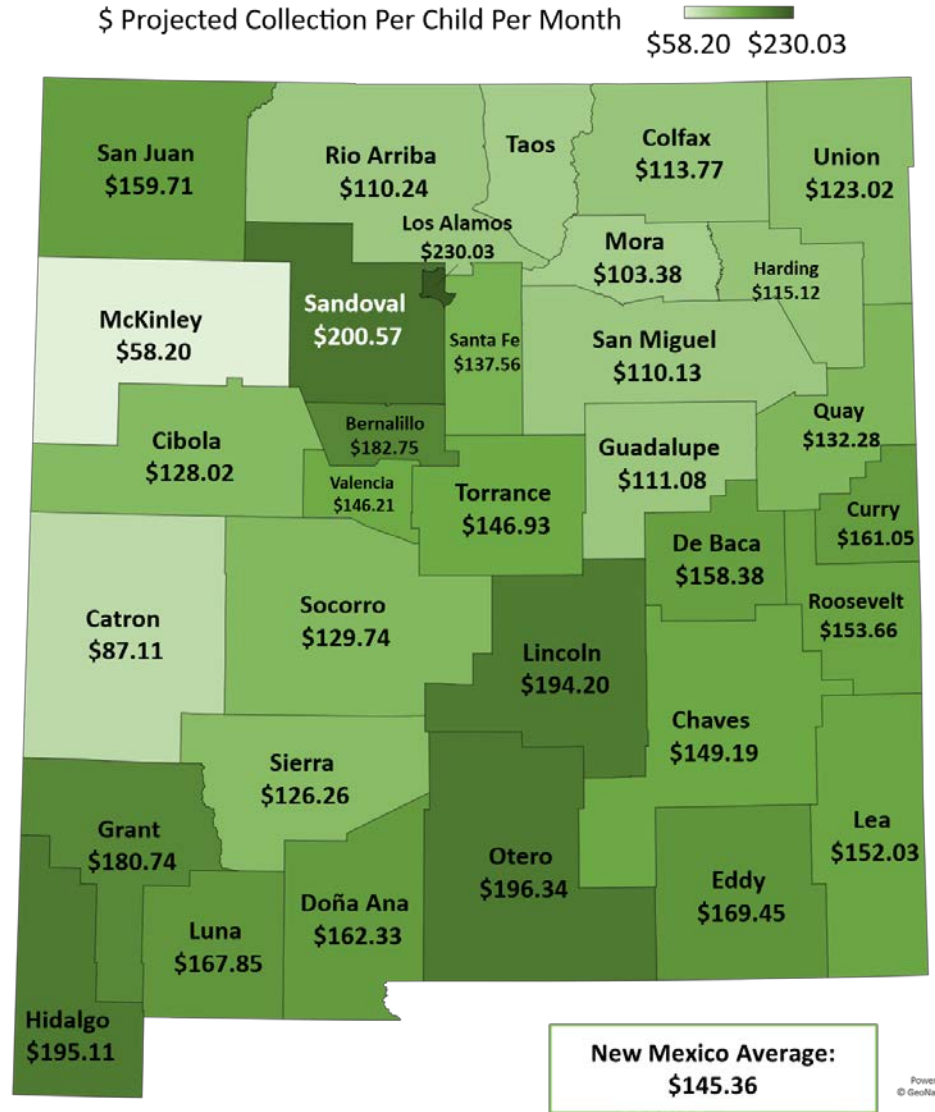 $ Projected Collection Per Child Per Month
$58.20 $230.03
San Juan
$159.71
Rio Arriba
$110.24
Taos
Colfax
$113.77
Union
$123.02
Los Alamos
$230.03
Mora
$103.38
Harding
$115.12
McKinley
$58.20
Sandoval
$200.57
Santa Fe
$137.56
San Miguel
$110.13
Quay
$132.28
Cibola
$128.02
Bernalillo
$182.75
Guadalupe
$111.08
Valencia
$146.21
Torrance
$146.93
Curry
$161.05
De Baca
$158.38
Catron
$87.11
Socorro
$129.74
Roosevelt
$153.66
Lincoln
$194.20
Chaves
$149.19
Sierra
$126.26
Grant
$180.74
Lea
$152.03
Otero
$196.34
Eddy
$169.45
Doña Ana
$162.33
Luna
$167.85
Hidalgo
$195.11
New Mexico Average:
$145.36
Power
© GeoNa